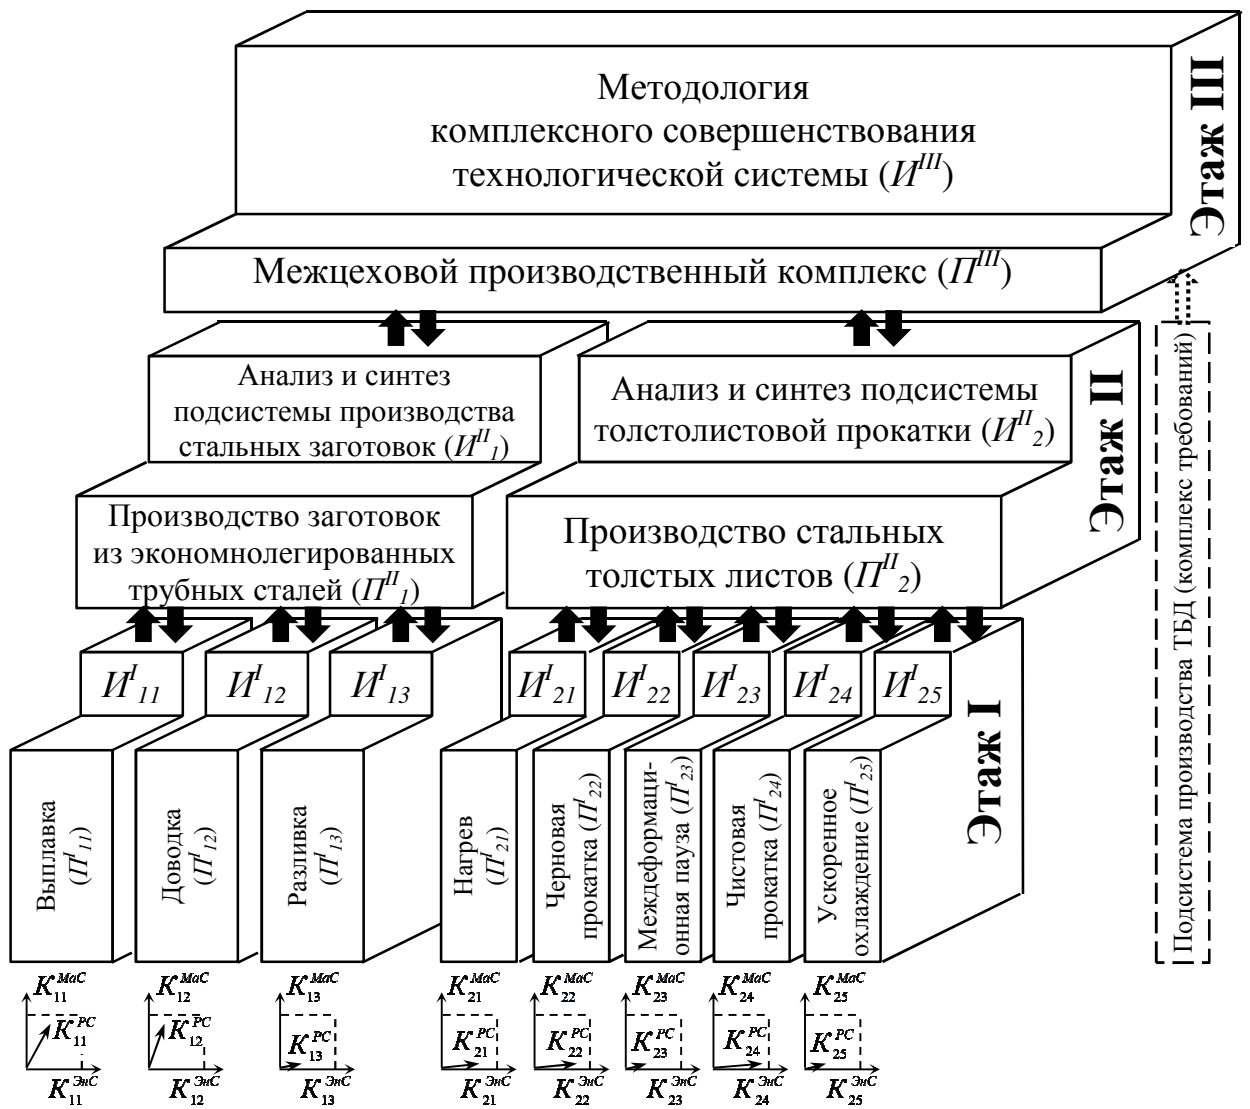 Методология
комплексного совершенствования
технологической системы (И^III)
Этаж III
Межцеховой производственный комплекс (П^III)
Анализ и синтез
подсистемы производства
стальных заготовок (И^II_1)
Анализ и синтез подсистемы
толстолистовой прокатки (И^II_2)
Этаж II
Производство заготовок
из экономнолегированных
трубных сталей (П^II_1)
Производство стальных
толстых листов (П^II_2)
Подсистема производства ТБД (комплекс требований)
И^I_11
И^I_12
И^I_13
И^I_21
И^I_22
И^I_23
И^I_24
И^I_25
Этаж I
Выплавка
(П^I_11)
Доводка
(П^I_12)
Разливка
(П^I_13)
Нагрев
(П^I_21)
Черновая
прокатка (П^I_22)
Междеформаци-
онная пауза (П^I_23)
Чистовая
прокатка (П^I_24)
Ускоренное
охлаждение (П^I_25)
К^МаС_11
К^РС_11
К^ЭнС_11
К^МаС_12
К^РС_12
К^ЭнС_12
К^МаС_13
К^РС_13
К^ЭнС_13
К^МаС_21
К^РС_21
К^ЭнС_21
К^МаС_22
К^РС_22
К^ЭнС_22
К^МаС_23
К^РС_23
К^ЭнС_23
К^МаС_24
К^РС_24
К^ЭнС_24
К^МаС_25
К^РС_25
К^ЭнС_25